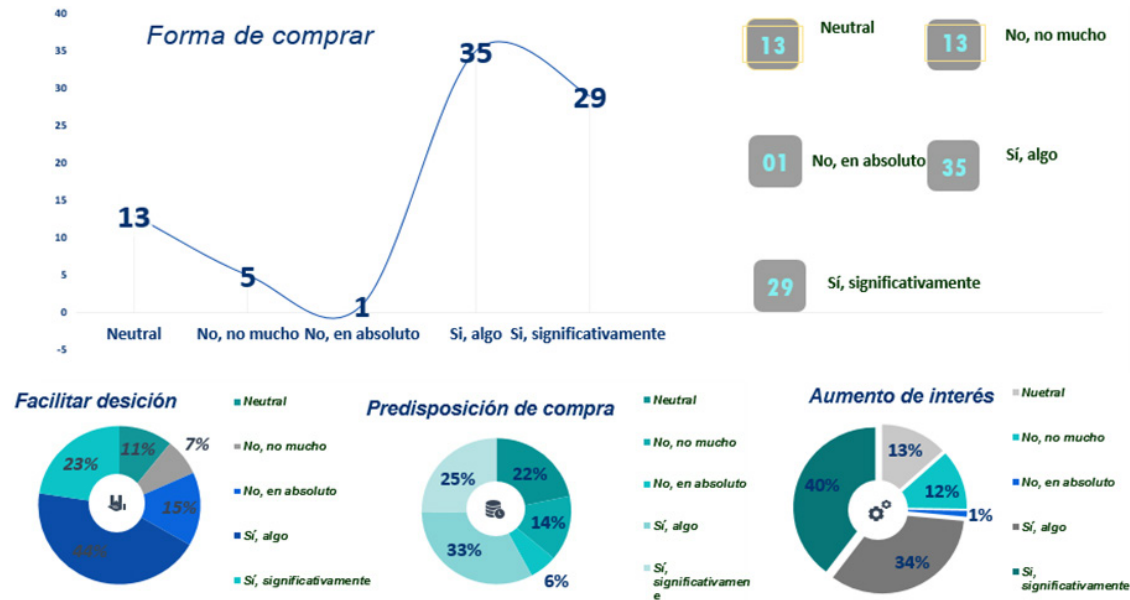 Forma de comprar
40
35
30
25
20
15
10
5
0
-5
13
5
1
35
29
Neutral
No, no mucho
No, en absoluto
Si, algo
Si, significativamente
13
Neutral
13
No, no mucho
01
No, en absoluto
35
Sí, algo
29
Sí, significativamente
Facilitar desición
11%
7%
15%
44%
23%
Neutral
No, no mucho
No, en absoluto
Sí, algo
Sí, significativamente
Predisposición de compra
22%
14%
6%
33%
25%
Neutral
No, no mucho
No, en absoluto
Sí, algo
Sí,
significativamen
e
Aumento de interés
13%
12%
1%
34%
40%
Nuetral
No, no mucho
No, en absoluto
Sí, algo
Si,
significativamente